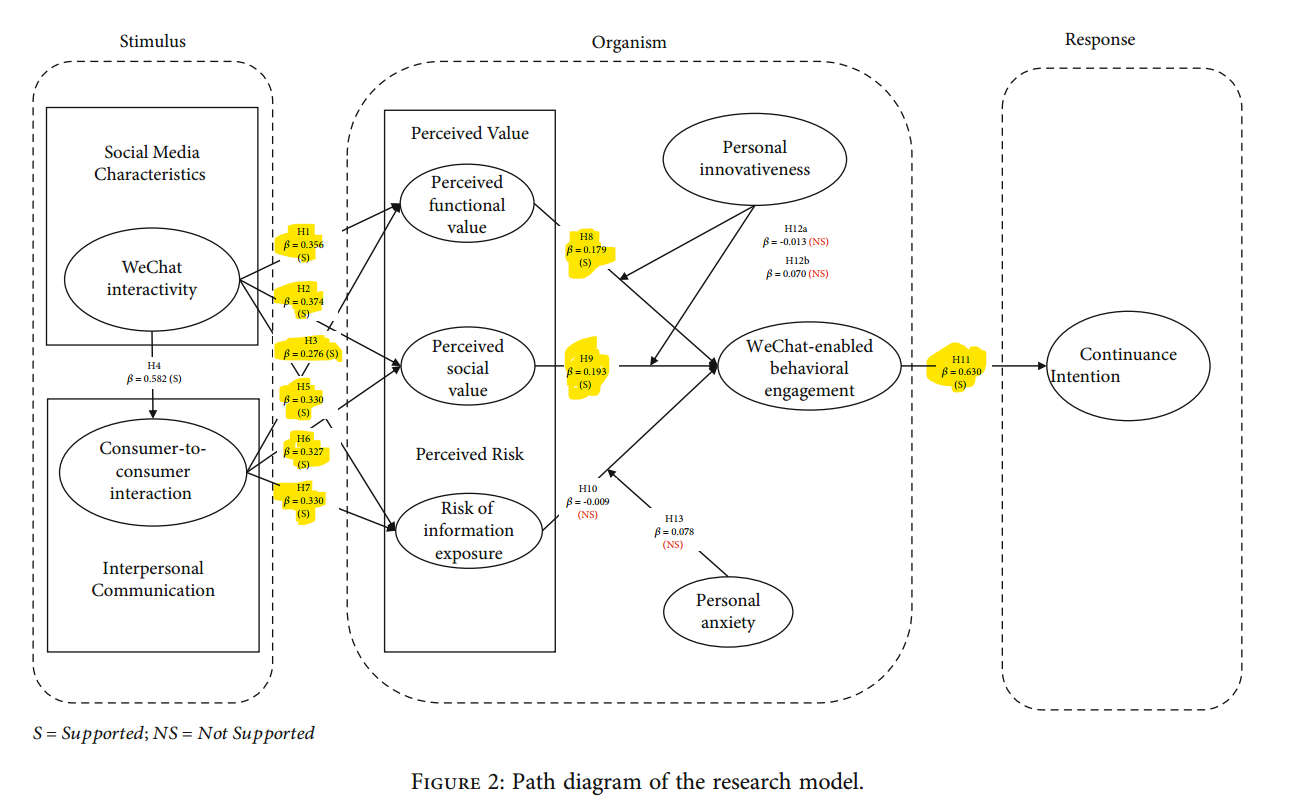 Stimulus
Organism
Response
Social Media
Characteristics
WeChat
interactivity
H4
β = 0.582 (S)
Consumer-to-
consumer
interaction
Interpersonal
Communication
H1
β = 0.356
(S)
H2
β = 0.374
(S)
H3
β = 0.276 (S)
H5
β = 0.330
(S)
H6
β = 0.327
(S)
H7
β = 0.330
(S)
Perceived Value
Perceived
functional
value
Perceived
social
value
Perceived Risk
Risk of
information
exposure
H8
β = 0.179
(S)
H9
β = 0.193
(S)
H10
β = -0.009
(NS)
Personal
innovativeness
H12a
β = -0.013 (NS)
H12b
β = 0.070 (NS)
WeChat-enabled
behavioral
engagement
H13
β = 0.078
(NS)
Personal
anxiety
H11
β = 0.630
(S)
Continuance
Intention
S = Supported; NS = Not Supported
FIGURE 2: Path diagram of the research model.